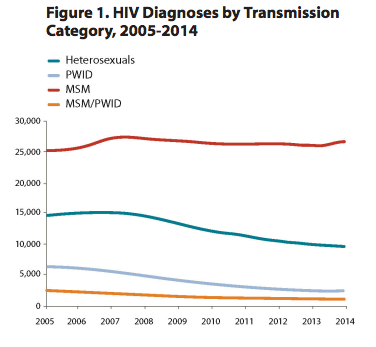 Figure 1. HIV Diagnoses by Transmission
Category, 2005-2014
Heterosexuals
PWID
MSM
MSM/PWID
30,000
25,000
20,000
15,000
10,000
5,000
0
2005 2006 2007 2008 2009 2010 2011 2012 2013 2014